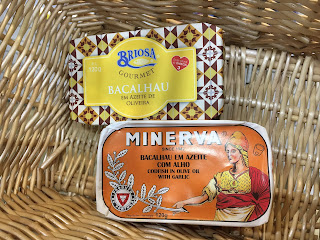 BRIOSA
GOURMET
BACALHAU
EM AZEITE DE
OLIVEIRA
MINERVA
BACALHAU EM AZEITE
COM ALHO
CODFISH IN OLIVE OIL
WITH GARLIC
120g